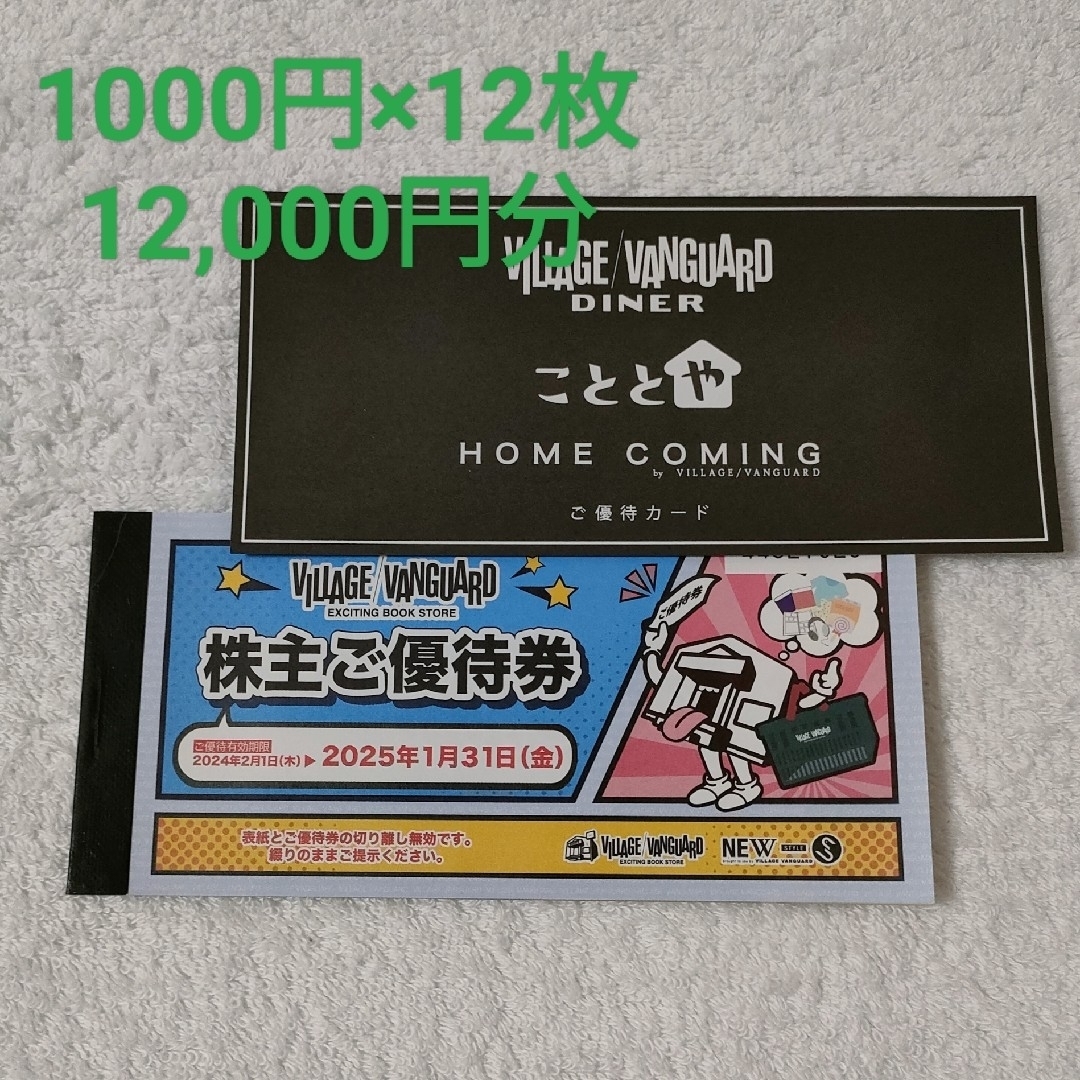 1000円×12枚
12,000円分
VILLAGE/VANGUARD
DINER
こととや
HOME COMING
by VILLAGE/VANGUARD
ご優待カード
VILLAGE/VANGUARD
EXCITING BOOK STORE
ご優待券
株主ご優待券
VILLAGE/VANGUARD
ご優待有効期限
2024年2月1日(木)▶2025年1月31日(金)
表紙とご優待券の切り離し無効です。
綴りのままご提示ください。
VILLAGE/VANGUARD
EXCITING BOOK STORE
NEW STYLE
VILLAGE VANGUARD